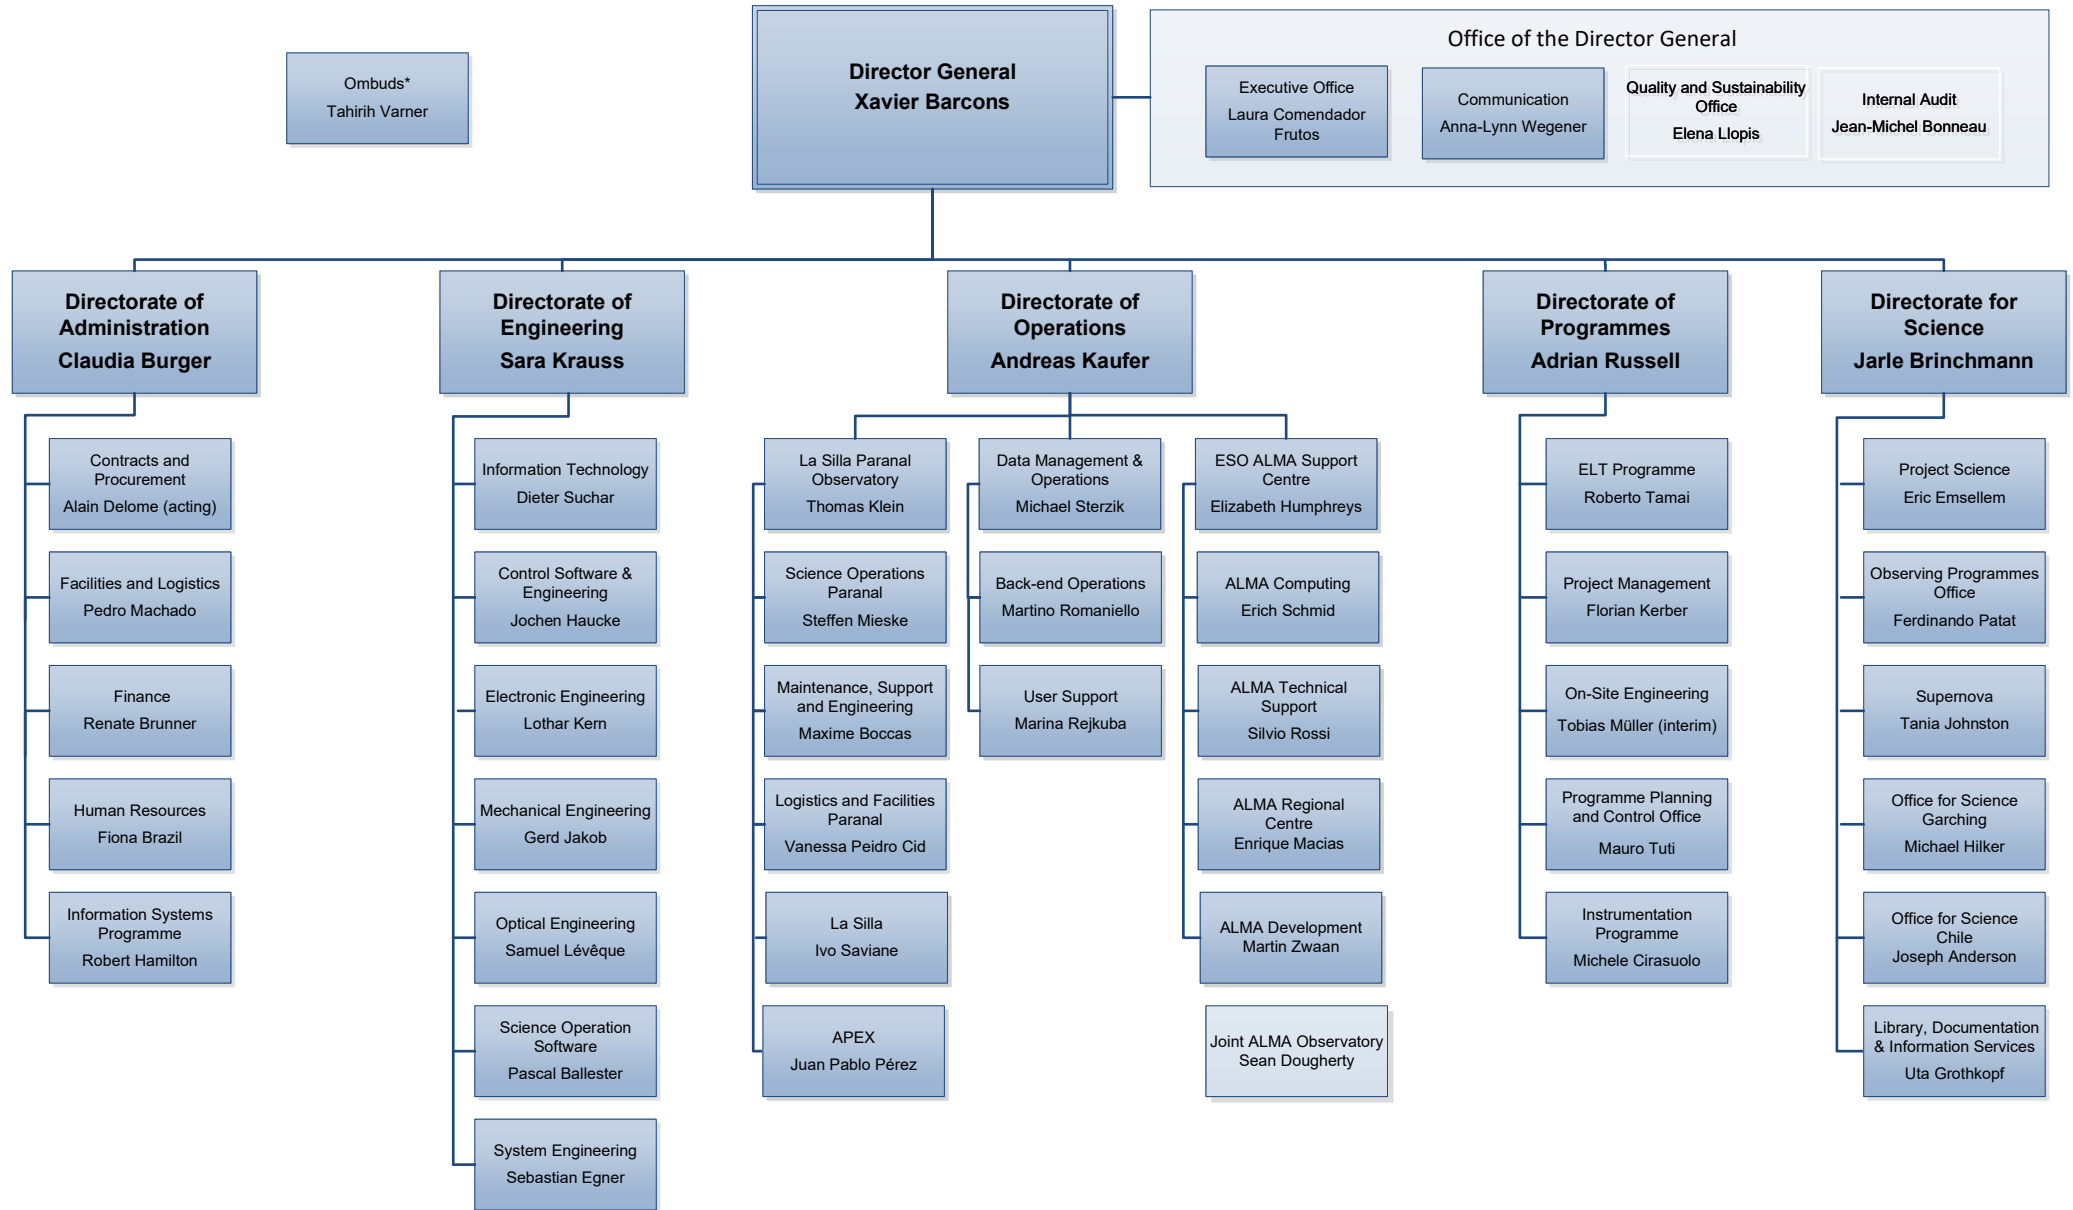 Ombuds*
Tahirih Varner
Director General
Xavier Barcons
Office of the Director General
Executive Office
Laura Comendador
Frutos
Communication
Anna-Lynn Wegener
Quality and Sustainability
Office
Elena Llopis
Internal Audit
Jean-Michel Bonneau
Directorate of
Administration
Claudia Burger
Contracts and
Procurement
Alain Delome (acting)
Facilities and Logistics
Pedro Machado
Finance
Renate Brunner
Human Resources
Fiona Brazil
Information Systems
Programme
Robert Hamilton
Directorate of
Engineering
Sara Krauss
Information Technology
Dieter Suchar
Control Software &
Engineering
Jochen Haucke
Electronic Engineering
Lothar Kern
Mechanical Engineering
Gerd Jakob
Optical Engineering
Samuel Lévêque
Science Operation
Software
Pascal Ballester
System Engineering
Sebastian Egner
Directorate of
Operations
Andreas Kaufer
La Silla Paranal
Observatory
Thomas Klein
Science Operations
Paranal
Steffen Mieske
Maintenance, Support
and Engineering
Maxime Boccas
Logistics and Facilities
Paranal
Vanessa Peidro Cid
La Silla
Ivo Saviane
APEX
Juan Pablo Pérez
Data Management &
Operations
Michael Sterzik
Back-end Operations
Martino Romaniello
User Support
Marina Rejkuba
ESO ALMA Support
Centre
Elizabeth Humphreys
ALMA Computing
Erich Schmid
ALMA Technical
Support
Silvio Rossi
ALMA Regional
Centre
Enrique Macias
ALMA Development
Martin Zwaan
Joint ALMA Observatory
Sean Dougherty
Directorate of
Programmes
Adrian Russell
ELT Programme
Roberto Tamai
Project Management
Florian Kerber
On-Site Engineering
Tobias Müller (interim)
Programme Planning
and Control Office
Mauro Tuti
Instrumentation
Programme
Michele Cirasuolo
Directorate for
Science
Jarle Brinchmann
Project Science
Eric Emsellem
Observing Programmes
Office
Ferdinando Patat
Supernova
Tania Johnston
Office for Science
Garching
Michael Hilker
Office for Science
Chile
Joseph Anderson
Library, Documentation
& Information Services
Uta Grothkopf